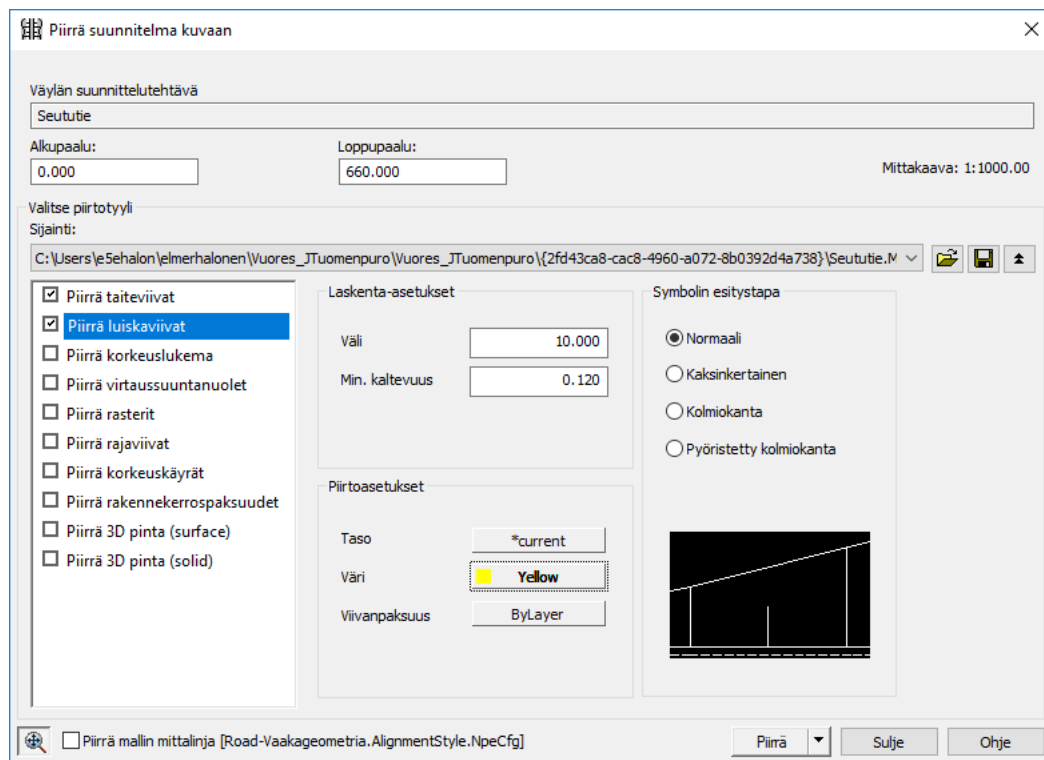 Piirrä suunnitelma kuvaan
Väylän suunnittelutehtävä
Seututie
Alkupaalu:
Loppupaalu:
0.000
660.000
Mittakaava: 1:1000.00
Valitse piirtotyyli
Sijainti:
C:\Users\e5ehalon\elmerhalonen\Vuores_JTuomenpuro\Vuores_JTuomenpuro\{2fd43ca8-cac8-4960-a072-8b0392d4a738}\Seututie.M
Piirrä taiteviivat
Piirrä luiskaviivat
Piirrä korkeuslukema
Piirrä virtaussuuntanuolet
Piirrä rasterit
Piirrä rajaviivat
Piirrä korkeuskäyrät
Piirrä rakennekerrospaksuudet
Piirrä 3D pinta (surface)
Piirrä 3D pinta (solid)
Laskenta-asetukset
Väli 10.000
Min. kaltevuus 0.120
Piirtoasetukset
Taso *current
Väri Yellow
Viivanpaksuus ByLayer
Symbolin esitystapa
Normaali
Kaksinkertainen
Kolmiokanta
Pyöristetty kolmiokanta
Piirrä mallin mittalinja [Road-Vaakageometria.AlignmentStyle.NpeCfg]
Piirrä
Sulje
Ohje